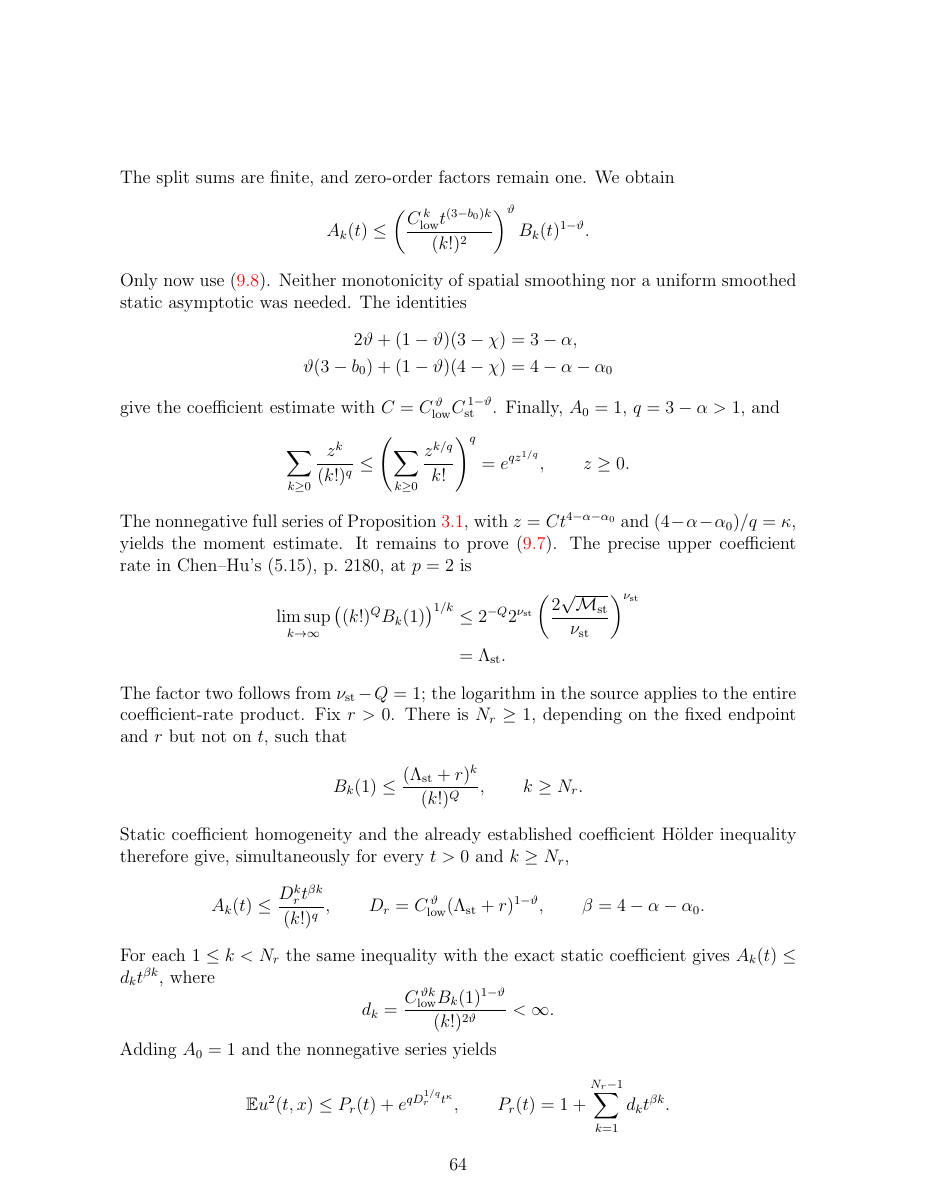 The split sums are finite, and zero-order factors remain one. We obtain
A_k(t) ≤ (C_low^k t^{(3−b_0)k} / (k!)^2)^ϑ B_k(t)^{1−ϑ}.
Only now use (9.8). Neither monotonicity of spatial smoothing nor a uniform smoothed
static asymptotic was needed. The identities
2ϑ + (1 − ϑ)(3 − χ) = 3 − α,
ϑ(3 − b_0) + (1 − ϑ)(4 − χ) = 4 − α − α_0
give the coefficient estimate with C = C_low^ϑ C_st^{1−ϑ}. Finally, A_0 = 1, q = 3 − α > 1, and
∑_{k≥0} z^k / (k!)^q ≤ (∑_{k≥0} z^{k/q} / k!)^q = e^{qz^{1/q}}, z ≥ 0.
The nonnegative full series of Proposition 3.1, with z = Ct^{4−α−α_0} and (4−α−α_0)/q = κ,
yields the moment estimate. It remains to prove (9.7). The precise upper coefficient
rate in Chen–Hu's (5.15), p. 2180, at p = 2 is
lim sup_{k→∞} ((k!)^Q B_k(1))^{1/k} ≤ 2^{−Q} 2^{ν_st} (2√M_st / ν_st)^{ν_st}
= Λ_st.
The factor two follows from ν_st − Q = 1; the logarithm in the source applies to the entire
coefficient-rate product. Fix r > 0. There is N_r ≥ 1, depending on the fixed endpoint
and r but not on t, such that
B_k(1) ≤ (Λ_st + r)^k / (k!)^Q, k ≥ N_r.
Static coefficient homogeneity and the already established coefficient Hölder inequality
therefore give, simultaneously for every t > 0 and k ≥ N_r,
A_k(t) ≤ D_r^k t^{βk} / (k!)^q, D_r = C_low^ϑ (Λ_st + r)^{1−ϑ}, β = 4 − α − α_0.
For each 1 ≤ k < N_r the same inequality with the exact static coefficient gives A_k(t) ≤
d_k t^{βk}, where
d_k = C_low^{ϑk} B_k(1)^{1−ϑ} / (k!)^{2ϑ} < ∞.
Adding A_0 = 1 and the nonnegative series yields
𝔼u^2(t, x) ≤ P_r(t) + e^{qD_r^{1/q} t^κ}, P_r(t) = 1 + ∑_{k=1}^{N_r−1} d_k t^{βk}.
64